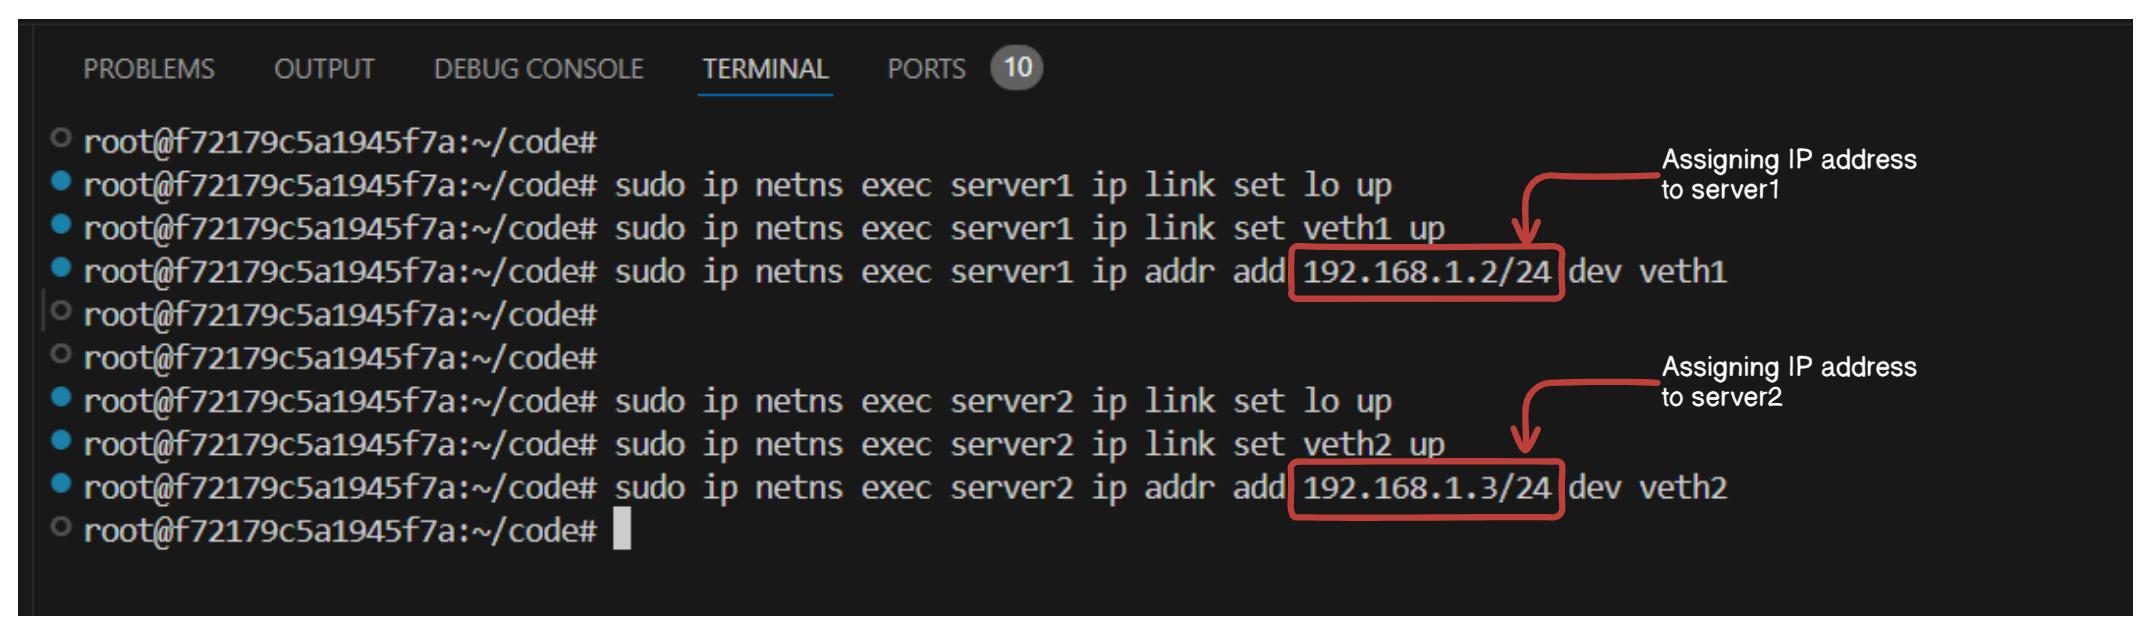 PROBLEMS OUTPUT DEBUG CONSOLE TERMINAL PORTS 10
root@f72179c5a1945f7a:~/code#
root@f72179c5a1945f7a:~/code# sudo ip netns exec server1 ip link set lo up
root@f72179c5a1945f7a:~/code# sudo ip netns exec server1 ip link set veth1 up
root@f72179c5a1945f7a:~/code# sudo ip netns exec server1 ip addr add 192.168.1.2/24 dev veth1
root@f72179c5a1945f7a:~/code#
root@f72179c5a1945f7a:~/code#
root@f72179c5a1945f7a:~/code# sudo ip netns exec server2 ip link set lo up
root@f72179c5a1945f7a:~/code# sudo ip netns exec server2 ip link set veth2 up
root@f72179c5a1945f7a:~/code# sudo ip netns exec server2 ip addr add 192.168.1.3/24 dev veth2
root@f72179c5a1945f7a:~/code#
Assigning IP address
to server1
Assigning IP address
to server2